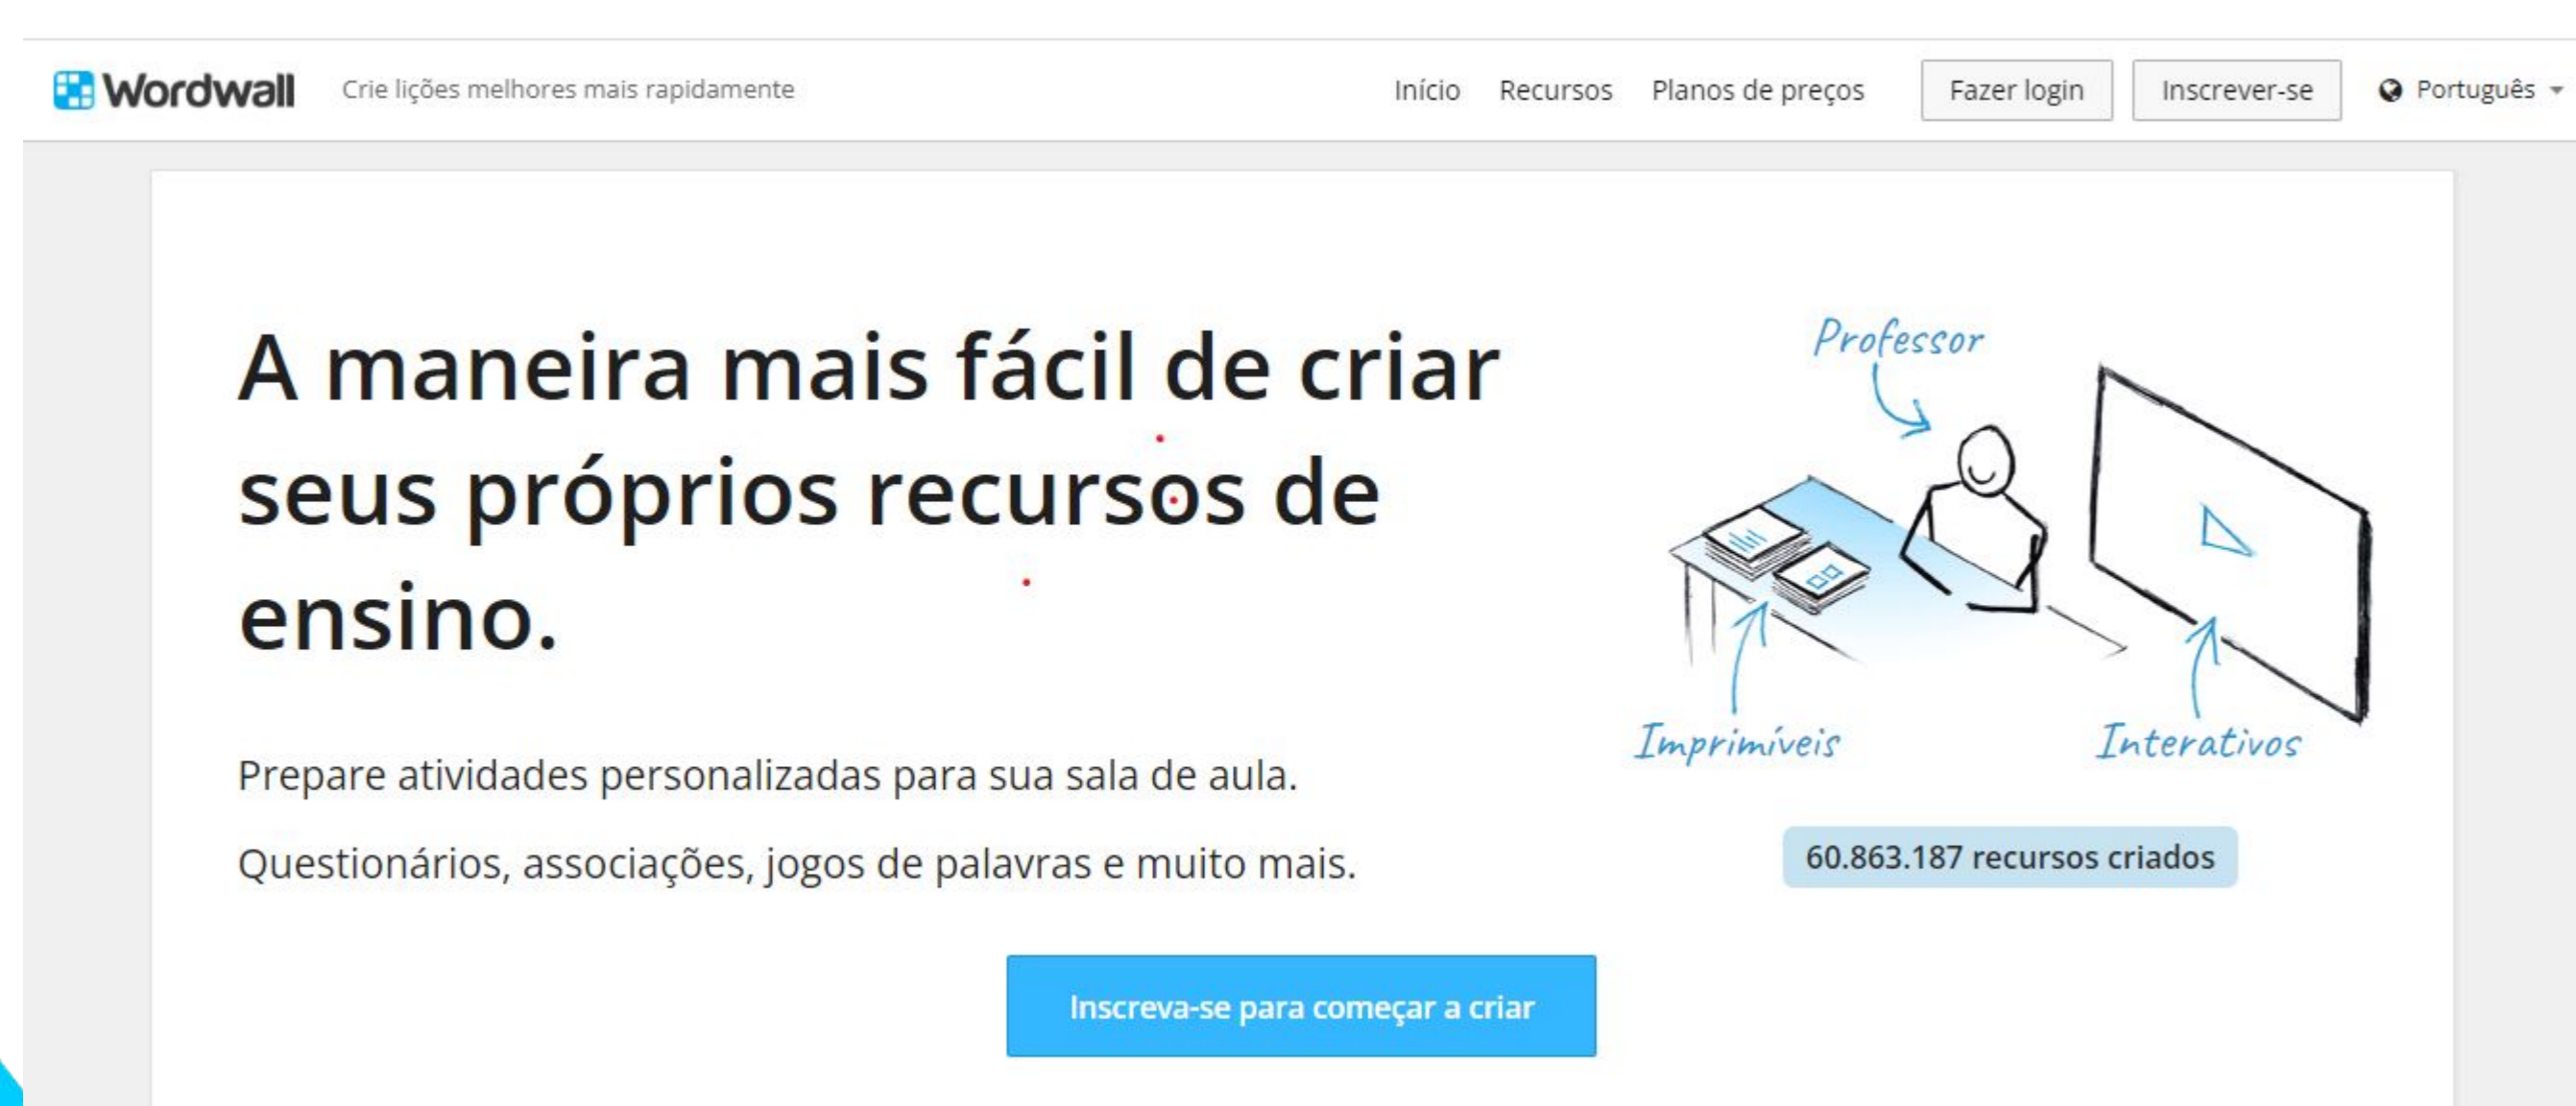 Wordwall Crie lições melhores mais rapidamente Início Recursos Planos de preços Fazer login Inscrever-se Português
A maneira mais fácil de criar
seus próprios recursos de
ensino.
Prepare atividades personalizadas para sua sala de aula.
Questionários, associações, jogos de palavras e muito mais.
Professor
Imprimíveis
Interativos
60.863.187 recursos criados
Inscreva-se para começar a criar